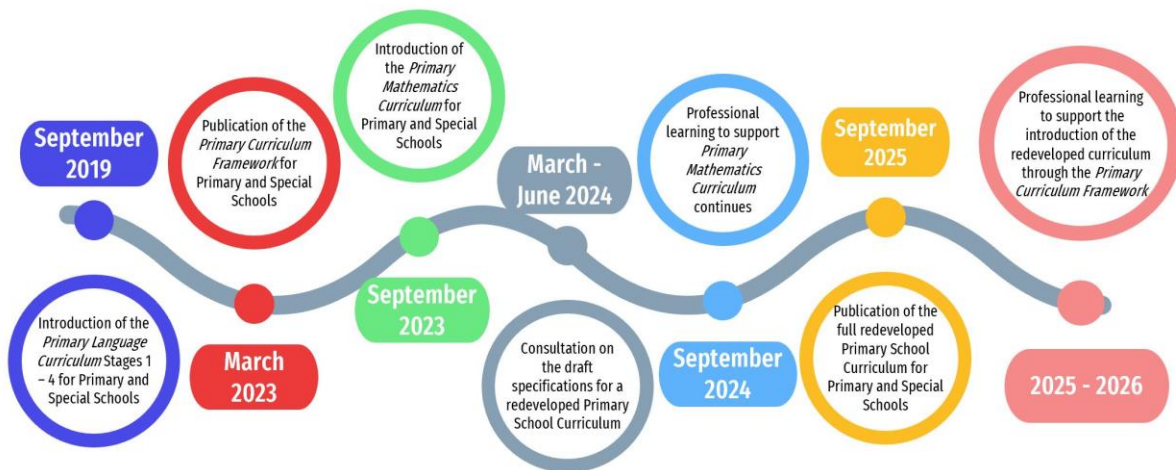 September
2019
Introduction of the
Primary Language
Curriculum Stages 1
– 4 for Primary and
Special Schools
Publication of the
Primary Curriculum
Framework for
Primary and Special
Schools
March
2023
Introduction of
the Primary
Mathematics
Curriculum for
Primary and Special
Schools
September
2023
March -
June 2024
Consultation on
the draft
specifications for a
redeveloped Primary
School Curriculum
Professional
learning to support
Primary
Mathematics
Curriculum
continues
September
2024
September
2025
Publication of the
full redeveloped
Primary School
Curriculum for
Primary and Special
Schools
Professional learning
to support the
introduction of the
redeveloped curriculum
through the Primary
Curriculum Framework
2025 - 2026